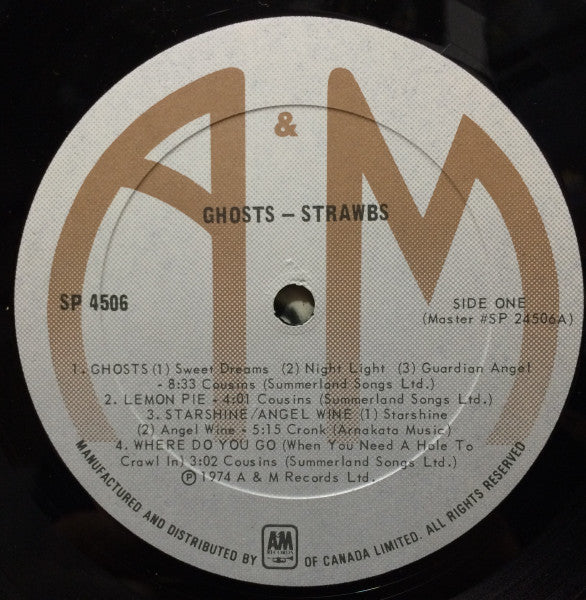 A & M
GHOSTS – STRAWBS
SP 4506
SIDE ONE
(Master #SP 24506A)
1. GHOSTS (1) Sweet Dreams (2) Night Light (3) Guardian Angel
- 8:33 Cousins (Summerland Songs Ltd.)
2. LEMON PIE - 4:01 Cousins (Summerland Songs Ltd.)
3. STARSHINE/ANGEL WINE (1) Starshine
(2) Angel Wine - 5:15 Cronk (Arnakata Music)
4. WHERE DO YOU GO (When You Need A Hole To
Crawl In) 3:02 Cousins (Summerland Songs Ltd.)
Ⓟ 1974 A & M Records Ltd.
MANUFACTURED AND DISTRIBUTED BY A&M RECORDS OF CANADA LIMITED. ALL RIGHTS RESERVED